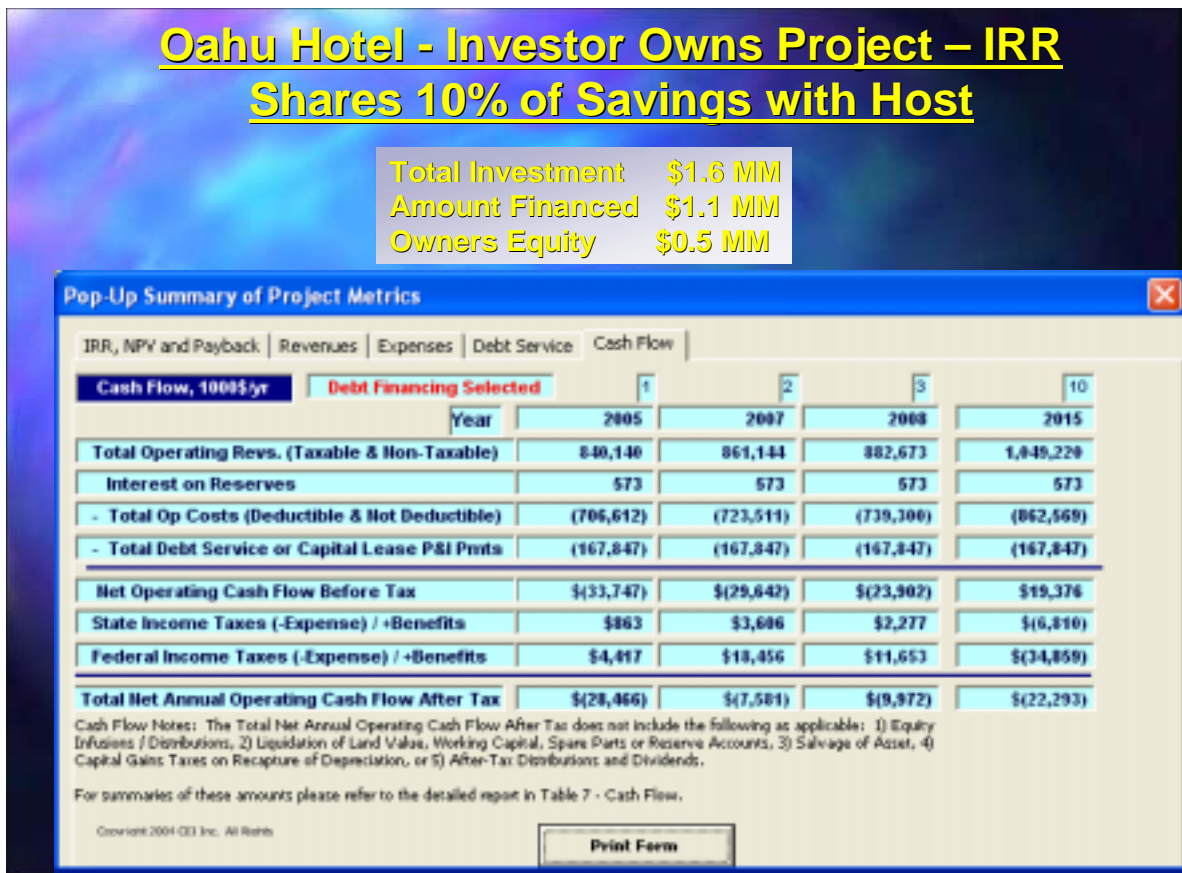 Oahu Hotel - Investor Owns Project – IRR
Shares 10% of Savings with Host
Total Investment $1.6 MM
Amount Financed $1.1 MM
Owners Equity $0.5 MM
Pop-Up Summary of Project Metrics
IRR, NPV and Payback Revenues Expenses Debt Service Cash Flow
Cash Flow, 1000$/yr Debt Financing Selected 1 2 3 10
Year 2005 2007 2008 2015
Total Operating Revs. (Taxable & Non-Taxable) 840,140 861,144 882,673 1,049,220
Interest on Reserves 573 573 573 573
- Total Op Costs (Deductible & Not Deductible) (706,612) (723,511) (739,300) (862,569)
- Total Debt Service or Capital Lease P&I Pmts (167,847) (167,847) (167,847) (167,847)
Net Operating Cash Flow Before Tax $(33,747) $(29,642) $(23,902) $19,376
State Income Taxes (-Expense) / +Benefits $863 $3,606 $2,277 $(6,810)
Federal Income Taxes (-Expense) / +Benefits $4,417 $18,456 $11,653 $(34,859)
Total Net Annual Operating Cash Flow After Tax $(28,466) $(7,581) $(9,972) $(22,293)
Cash Flow Notes: The Total Net Annual Operating Cash Flow After Tax does not include the following as applicable: 1) Equity
Infusions / Distributions, 2) Liquidation of Land Value, Working Capital, Spare Parts or Reserve Accounts, 3) Salvage of Asset, 4)
Capital Gains Taxes on Recapture of Depreciation, or 5) After-Tax Distributions and Dividends.
For summaries of these amounts please refer to the detailed report in Table 7 - Cash Flow.
Copyright 2004 Inc. All Rights
Print Form